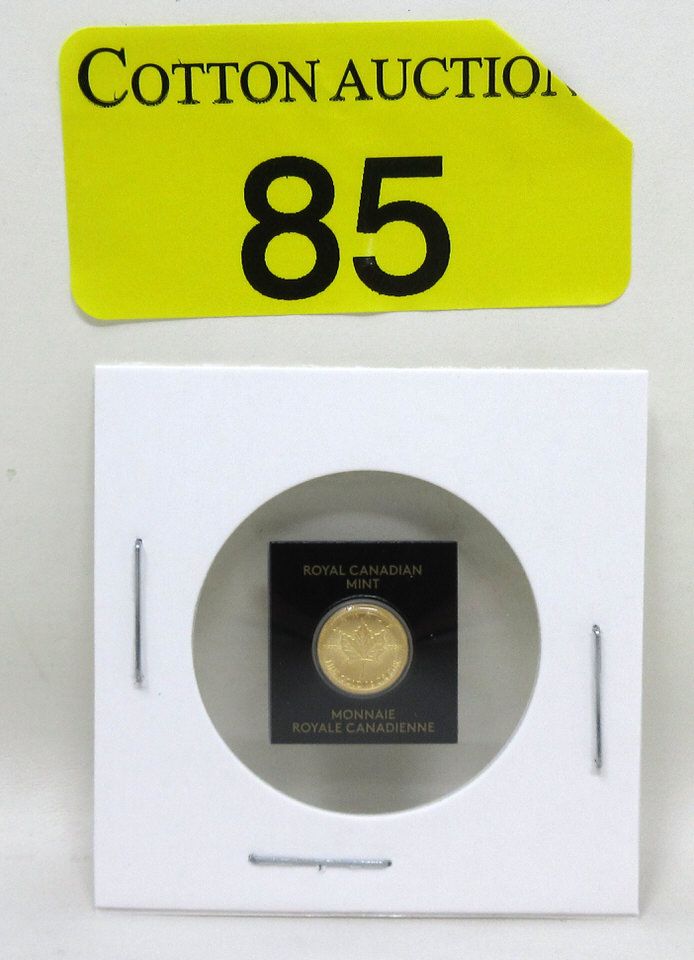 COTTON AUCTION
85
ROYAL CANADIAN
MINT
MONNAIE
ROYALE CANADIENNE